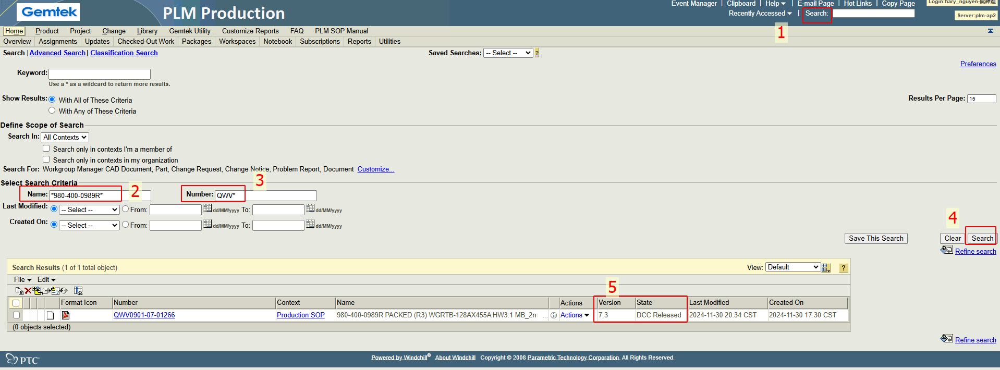 Gemtek
PLM Production
Event Manager | Clipboard | Help | E-mail Page | Hot Links | Copy Page
Login:hary_nguyen-阮輝煌
Recently Accessed | Search:
Server:plm-ap2
1
Home Product Project Change Library Gemtek Utility Customize Reports FAQ PLM SOP Manual
Overview Assignments Updates Checked-Out Work Packages Workspaces Notebook Subscriptions Reports Utilities
Search | Advanced Search | Classification Search
Saved Searches: -- Select -- ?
Preferences
Keyword:
Use a * as a wildcard to return more results.
Show Results: With All of These Criteria
With Any of These Criteria
Results Per Page: 15
Define Scope of Search
Search In: All Contexts
Search only in contexts I'm a member of
Search only in contexts in my organization
Search For: Workgroup Manager CAD Document, Part, Change Request, Change Notice, Problem Report, Document Customize...
Select Search Criteria
3
Name: *980-400-0989R* 2 Number: QWV*
Last Modified: -- Select -- From: dd/MM/yyyy To: dd/MM/yyyy
Created On: -- Select -- From: dd/MM/yyyy To: dd/MM/yyyy
4
Save This Search Clear Search
Refine search
Search Results (1 of 1 total object)
View: Default ?
File Edit
5
Format Icon Number Context Name Actions Version State Last Modified Created On
QWV0901-07-01266 Production SOP 980-400-0989R PACKED (R3) WGRTB-128AX455A HW3.1 MB_2n ... Actions 7.3 DCC Released 2024-11-30 20:34 CST 2024-11-30 17:30 CST
(0 objects selected)
Refine search
PTC
Powered by Windchill® About Windchill Copyright © 2008 Parametric Technology Corporation. All Rights Reserved.